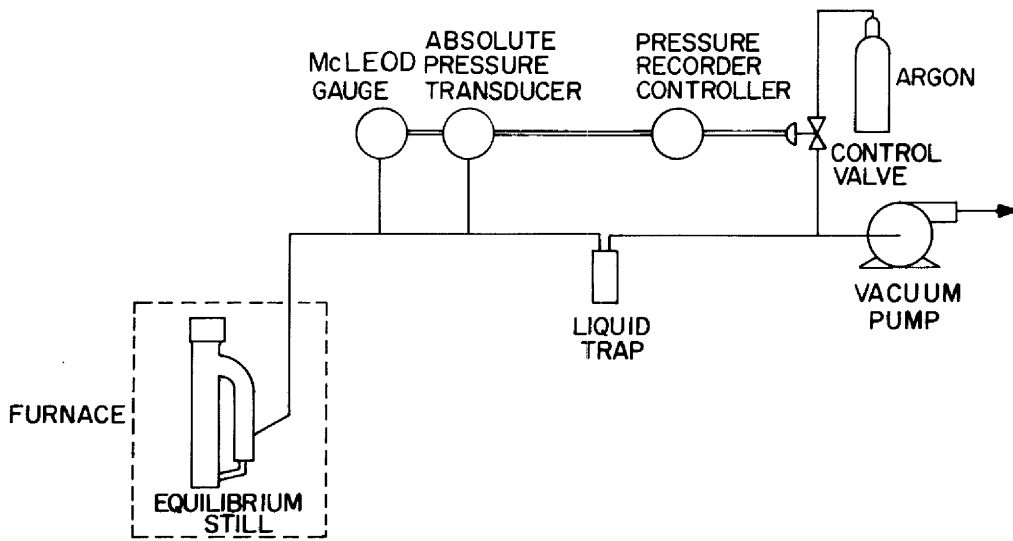 McLEOD
GAUGE
ABSOLUTE
PRESSURE
TRANSDUCER
PRESSURE
RECORDER
CONTROLLER
ARGON
CONTROL
VALVE
VACUUM
PUMP
LIQUID
TRAP
FURNACE
EQUILIBRIUM
STILL